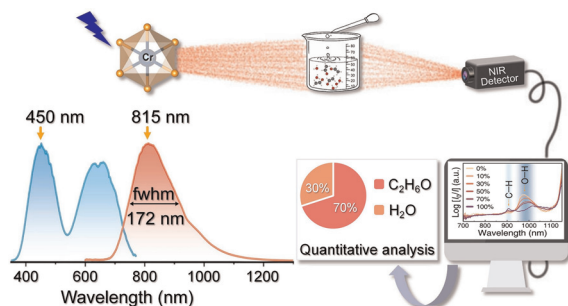 Cr
NIR
Detector
450 nm
815 nm
fwhm
172 nm
400
600
800
1000
1200
Wavelength (nm)
30%
70%
C₂H₆O
H₂O
Quantitative analysis
Log [I₀/I] (a.u.)
0%
10%
30%
50%
70%
100%
C–H
O–H
700
800
900
1000
1100
Wavelength (nm)